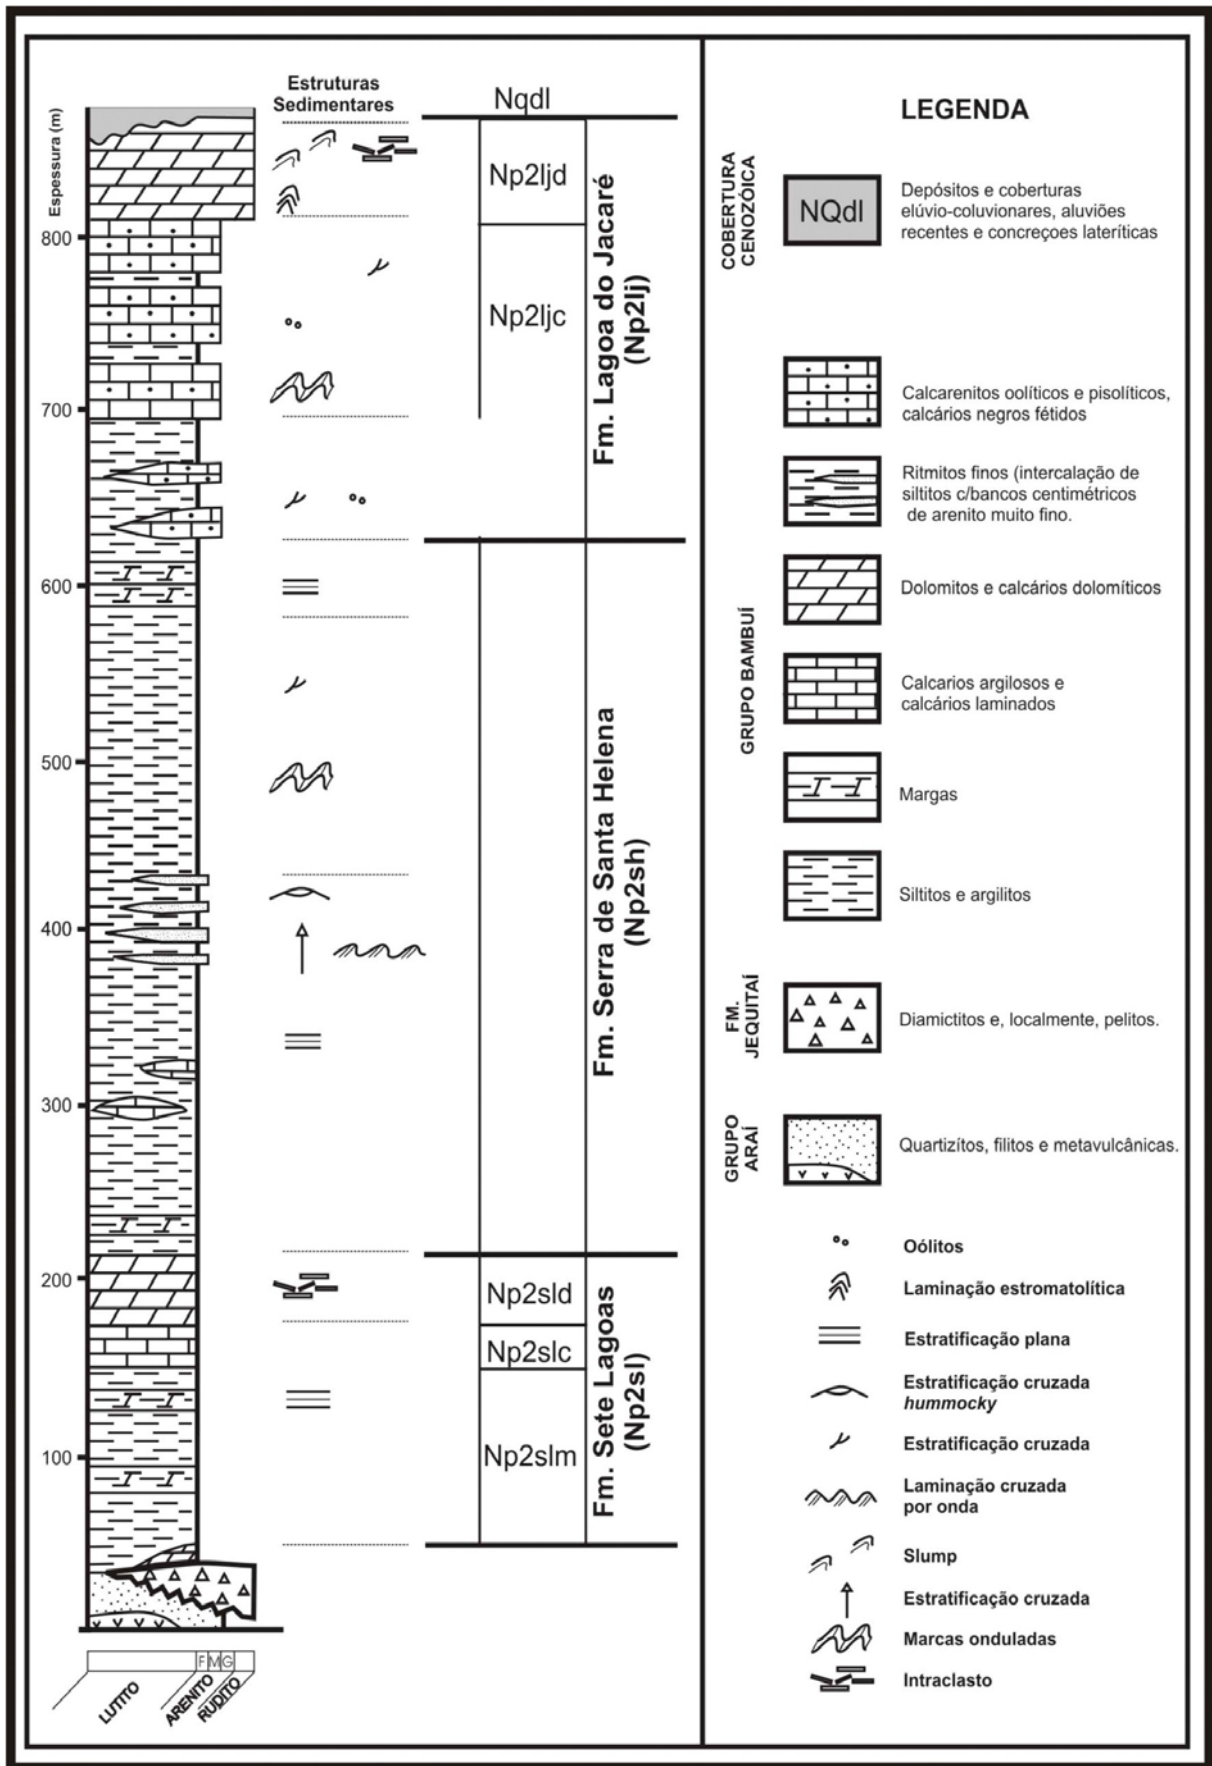 Estruturas
Sedimentares
Espessura (m)
800
700
600
500
400
300
200
100
LUTITO
ARENITO
RUDITO
F M G
Nqdl
Np2ljd
Np2ljc
Fm. Lagoa do Jacaré
(Np2lj)
Fm. Serra de Santa Helena
(Np2sh)
Np2sld
Np2slc
Np2slm
Fm. Sete Lagoas
(Np2sl)
LEGENDA
COBERTURA
CENOZÓICA
NQdl
Depósitos e coberturas
elúvio-coluvionares, aluviões
recentes e concreçoes lateríticas
GRUPO BAMBUÍ
Calcarenitos oolíticos e pisolíticos,
calcários negros fétidos
Ritmitos finos (intercalação de
siltitos c/bancos centimétricos
de arenito muito fino.
Dolomitos e calcários dolomíticos
Calcarios argilosos e
calcários laminados
Margas
Siltitos e argilitos
FM.
JEQUITAÍ
Diamictitos e, localmente, pelitos.
GRUPO
ARAÍ
Quartizítos, filitos e metavulcânicas.
Oólitos
Laminação estromatolítica
Estratificação plana
Estratificação cruzada
hummocky
Estratificação cruzada
Laminação cruzada
por onda
Slump
Estratificação cruzada
Marcas onduladas
Intraclasto